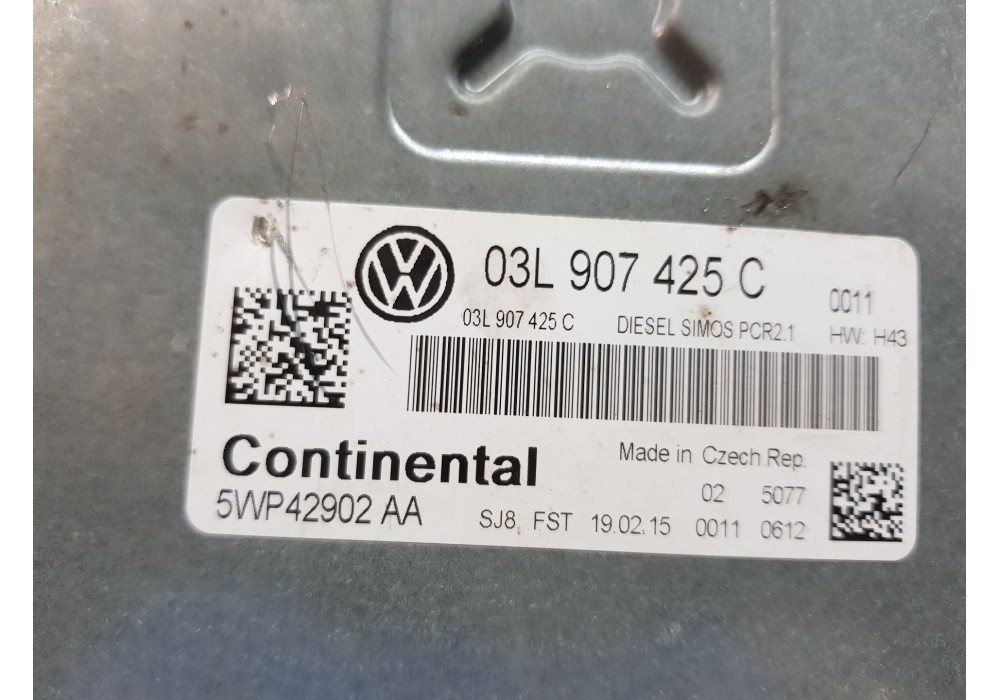 03L 907 425 C
0011
03L 907 425 C DIESEL SIMOS PCR2.1 HW: H43
Continental
Made in Czech Rep.
5WP42902 AA
02 5077
SJ8 FST 19.02.15 0011 0612